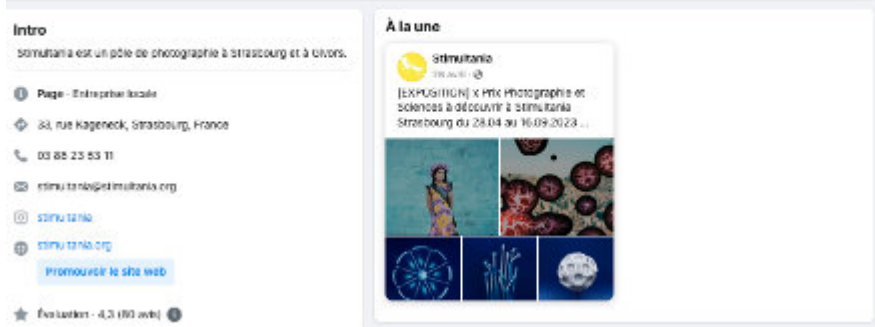 Intro
Stimultania est un pôle de photographie à Strasbourg et à Givors.
Page · Entreprise locale
33, rue Kageneck, Strasbourg, France
03 88 23 63 11
stimultania@stimultania.org
stimultania
stimultania.org
Promouvoir le site web
Évaluation · 4,3 (80 avis)
À la une
Stimultania
28 avril
[EXPOSITION] x Prix Photographie et
Sciences à découvrir à Stimultania
Strasbourg du 28.04 au 16.09.2023 ...